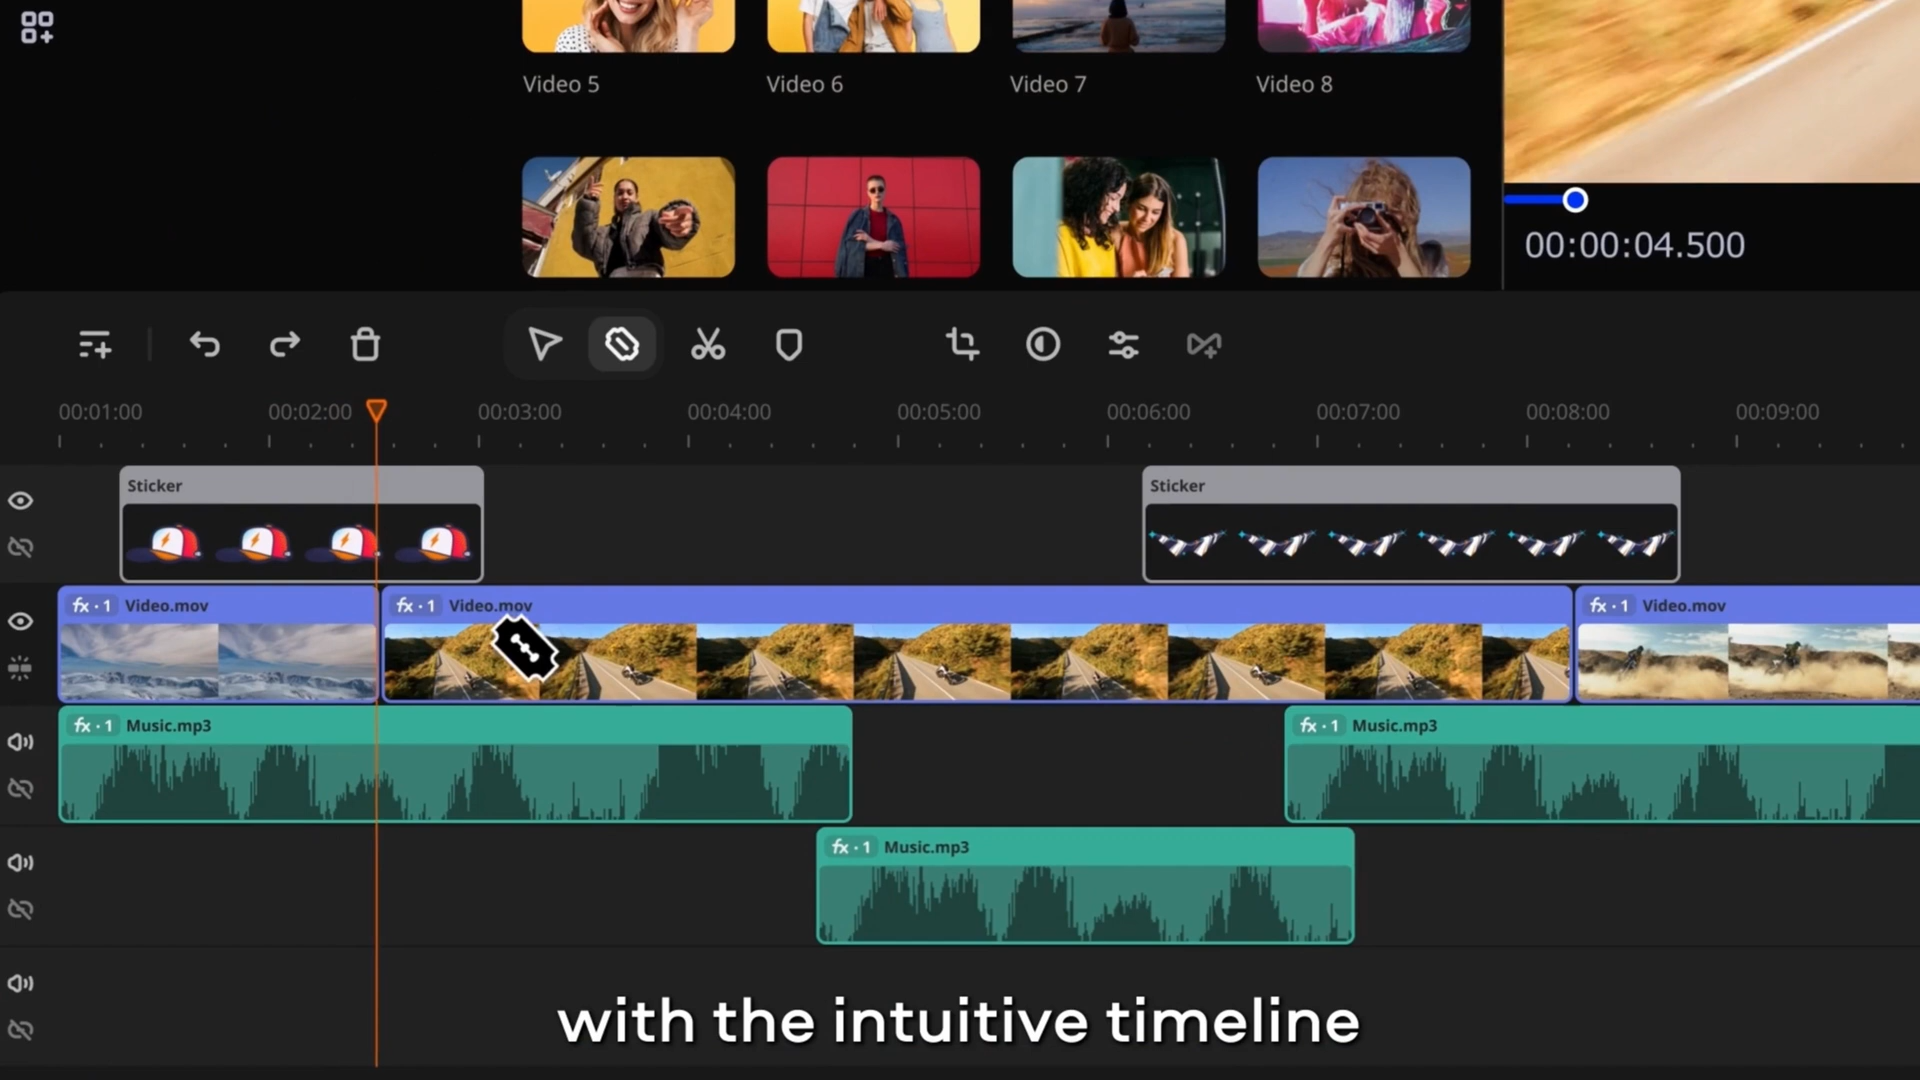 Video 5 Video 6 Video 7 Video 8
00:00:04.500
00:01:00 00:02:00 00:03:00 00:04:00 00:05:00 00:06:00 00:07:00 00:08:00 00:09:00
Sticker Sticker
fx · 1 Video.mov fx · 1 Video.mov fx · 1 Video.mov
fx · 1 Music.mp3 fx · 1 Music.mp3
fx · 1 Music.mp3
with the intuitive timeline